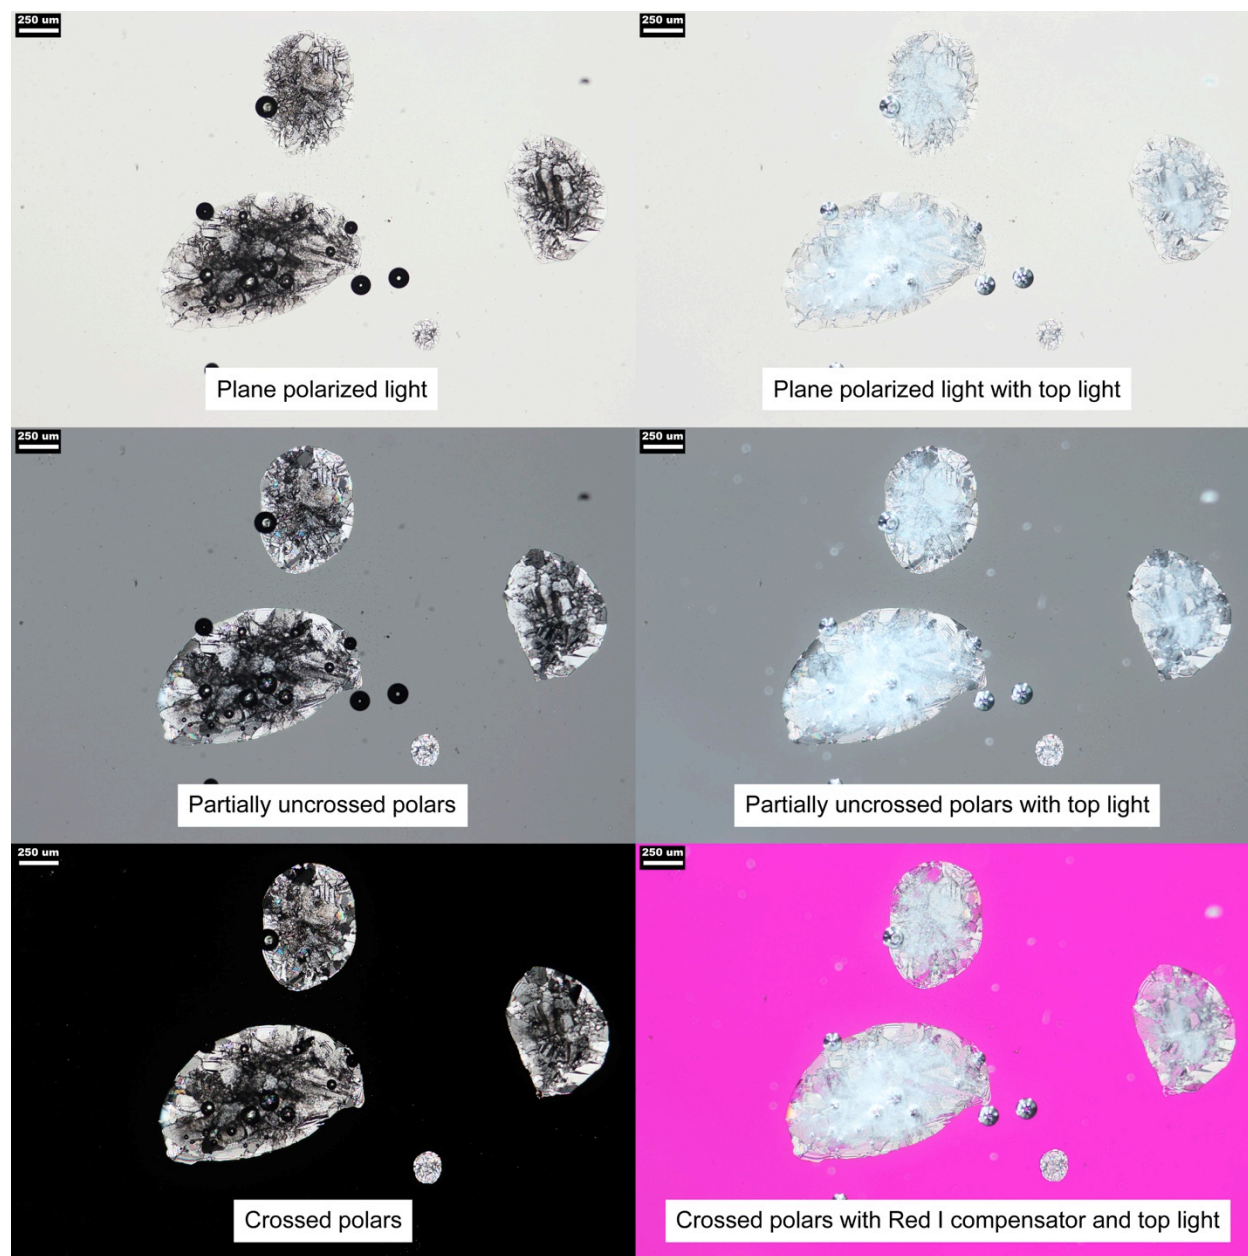 250 um
250 um
Plane polarized light
Plane polarized light with top light
250 um
250 um
Partially uncrossed polars
Partially uncrossed polars with top light
250 um
250 um
Crossed polars
Crossed polars with Red I compensator and top light